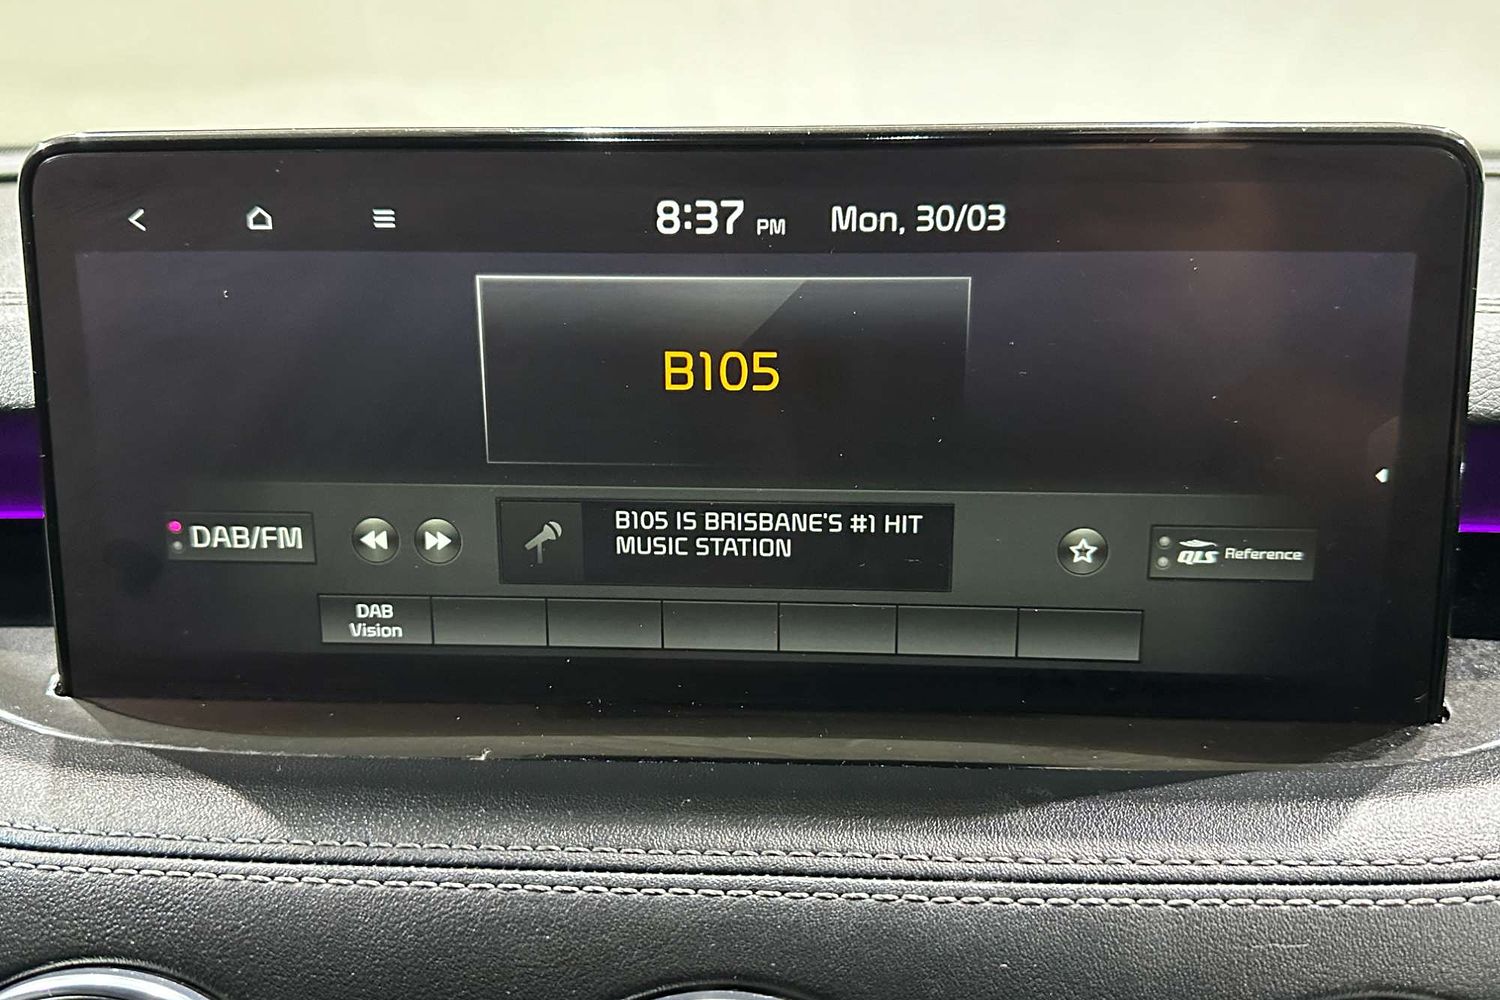 8:37 PM Mon, 30/03
B105
DAB/FM
B105 IS BRISBANE'S #1 HIT
MUSIC STATION
QLS Reference
DAB
Vision